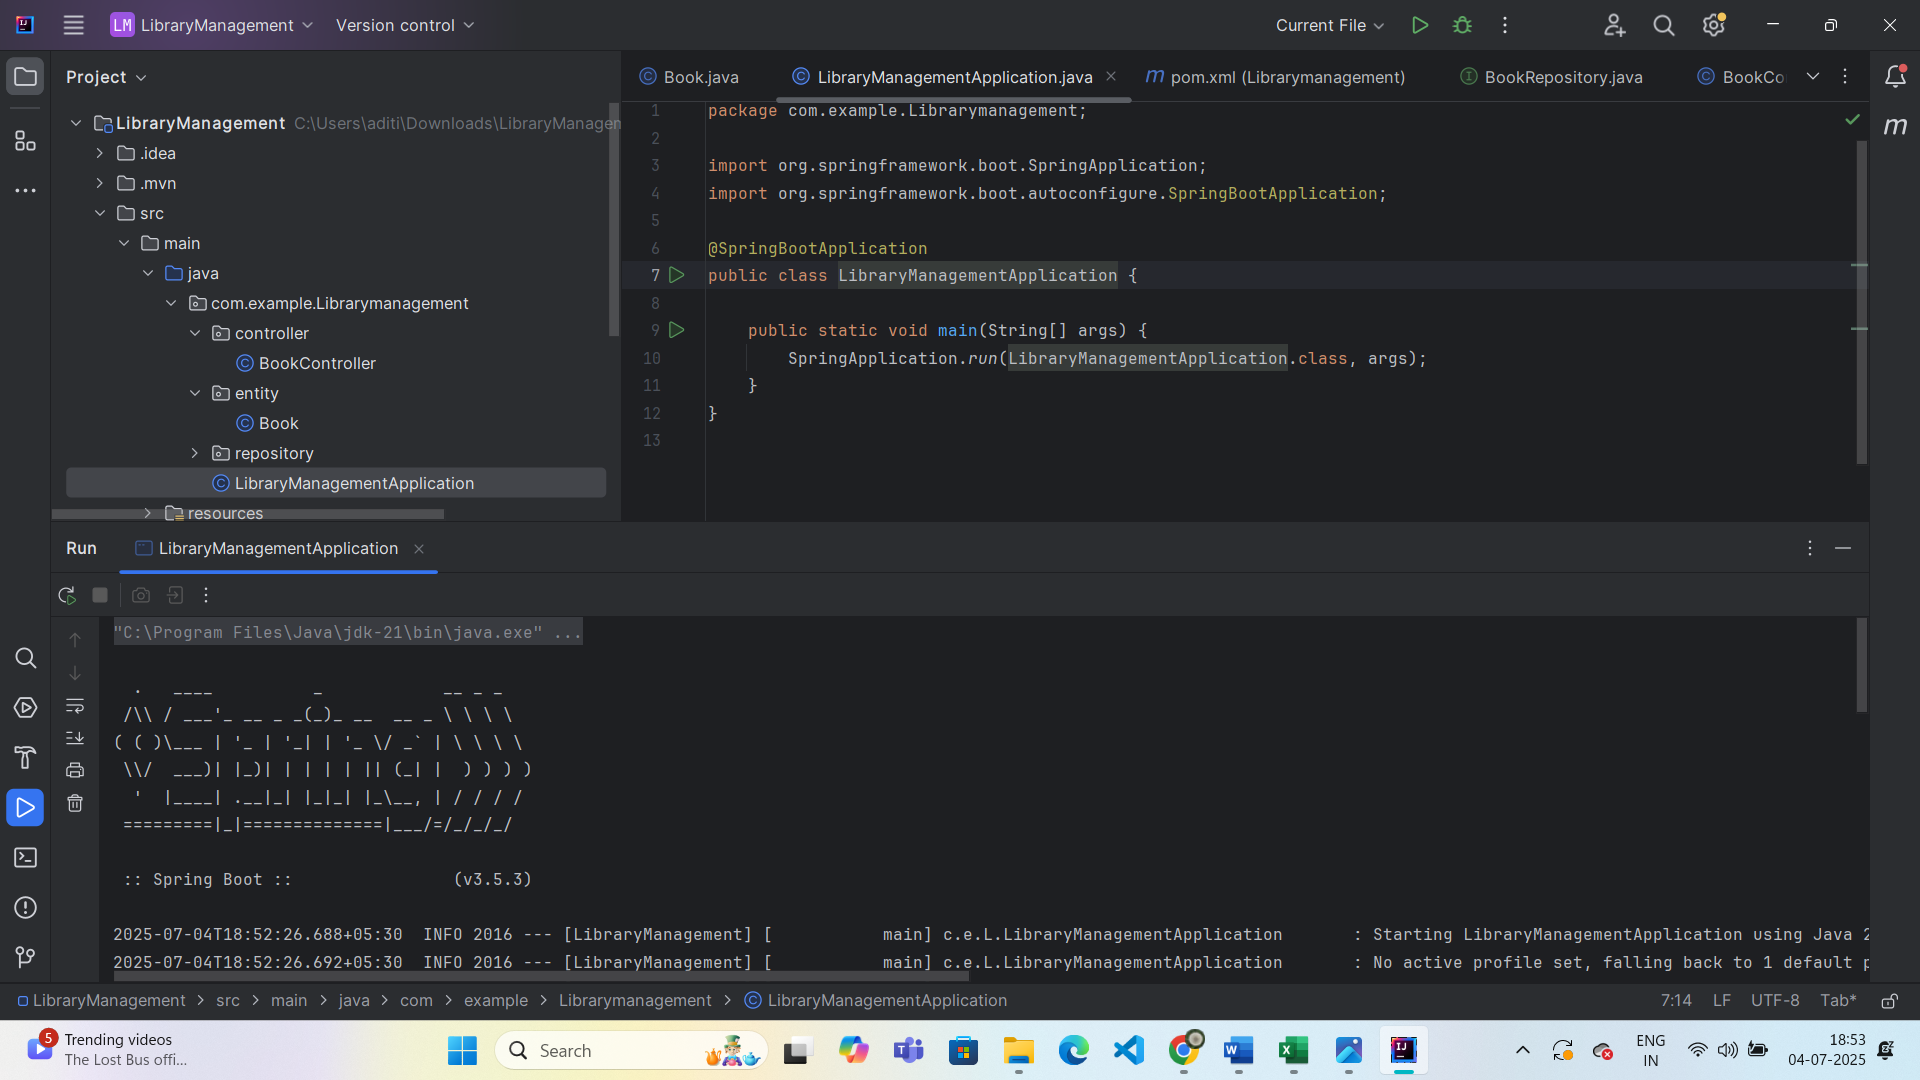 LM LibraryManagement Version control Current File
Project
LibraryManagement C:\Users\aditi\Downloads\LibraryManagem
.idea
.mvn
src
main
java
com.example.Librarymanagement
controller
BookController
entity
Book
repository
LibraryManagementApplication
resources
Book.java LibraryManagementApplication.java pom.xml (Librarymanagement) BookRepository.java BookCo
1 package com.example.Librarymanagement;
2
3 import org.springframework.boot.SpringApplication;
4 import org.springframework.boot.autoconfigure.SpringBootApplication;
5
6 @SpringBootApplication
7 public class LibraryManagementApplication {
8
9 public static void main(String[] args) {
10 SpringApplication.run(LibraryManagementApplication.class, args);
11 }
12 }
13
Run LibraryManagementApplication
"C:\Program Files\Java\jdk-21\bin\java.exe" ...
  .   ____          _            __ _ _
 /\\ / ___'_ __ _ _(_)_ __  __ _ \ \ \ \
( ( )\___ | '_ | '_| | '_ \/ _` | \ \ \ \
 \\/  ___)| |_)| | | | | || (_| |  ) ) ) )
  '  |____| .__|_| |_|_| |_\__, | / / / /
 =========|_|==============|___/=/_/_/_/
:: Spring Boot :: (v3.5.3)
2025-07-04T18:52:26.688+05:30 INFO 2016 --- [LibraryManagement] [ main] c.e.L.LibraryManagementApplication : Starting LibraryManagementApplication using Java 2
2025-07-04T18:52:26.692+05:30 INFO 2016 --- [LibraryManagement] [ main] c.e.L.LibraryManagementApplication : No active profile set, falling back to 1 default p
LibraryManagement > src > main > java > com > example > Librarymanagement > LibraryManagementApplication 7:14 LF UTF-8 Tab*
5 Trending videos
The Lost Bus offi...
Search
ENG
IN
18:53
04-07-2025